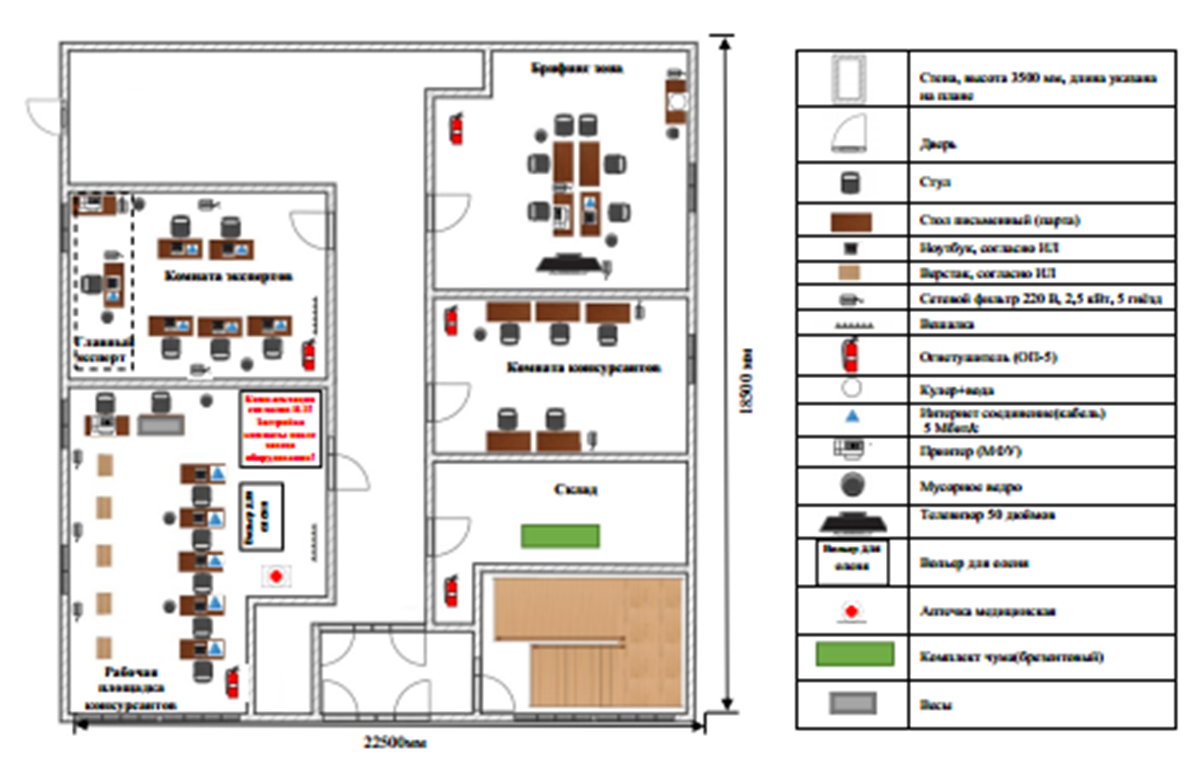 Брифинг зона
Комната экспертов
Главный
эксперт
Комната конкурсантов
Склад
Вольер для
оленя
Рабочая
площадка
конкурсантов
22500мм
18500 мм
Стена, высота 3500 мм, длина указана
на плане
Дверь
Стул
Стол письменный (парта)
Ноутбук, согласно ИЛ
Верстак, согласно ИЛ
Сетевой фильтр 220 В, 2,5 кВт, 5 гнёзд
Вешалка
Огнетушитель (ОП-5)
Кулер+вода
Интернет соединение(кабель)
5 Мбит/с
Принтер (МФУ)
Мусорное ведро
Телевизор 50 дюймов
Вольер для
оленя
Вольер для оленя
Аптечка медицинская
Комплект чума(брезентовый)
Весы